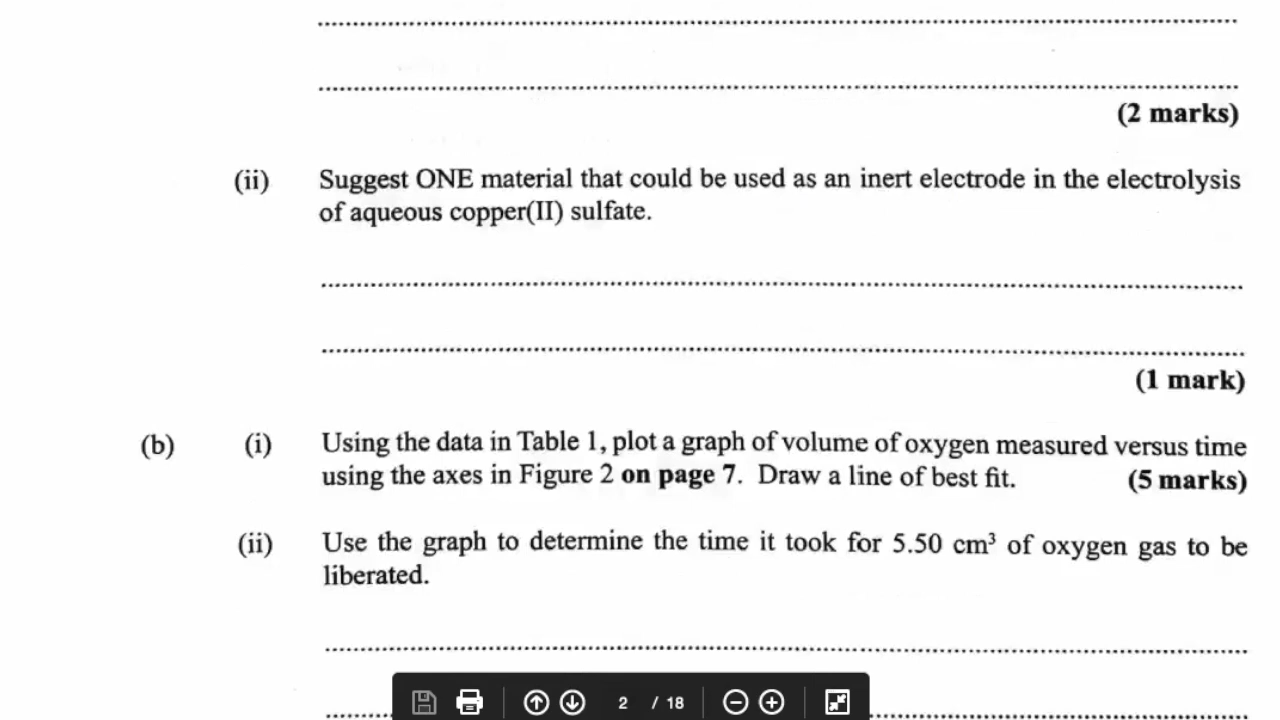 (2 marks)
(ii) Suggest ONE material that could be used as an inert electrode in the electrolysis
of aqueous copper(II) sulfate.
(1 mark)
(b) (i) Using the data in Table 1, plot a graph of volume of oxygen measured versus time
using the axes in Figure 2 on page 7. Draw a line of best fit. (5 marks)
(ii) Use the graph to determine the time it took for 5.50 cm³ of oxygen gas to be
liberated.
2 / 18